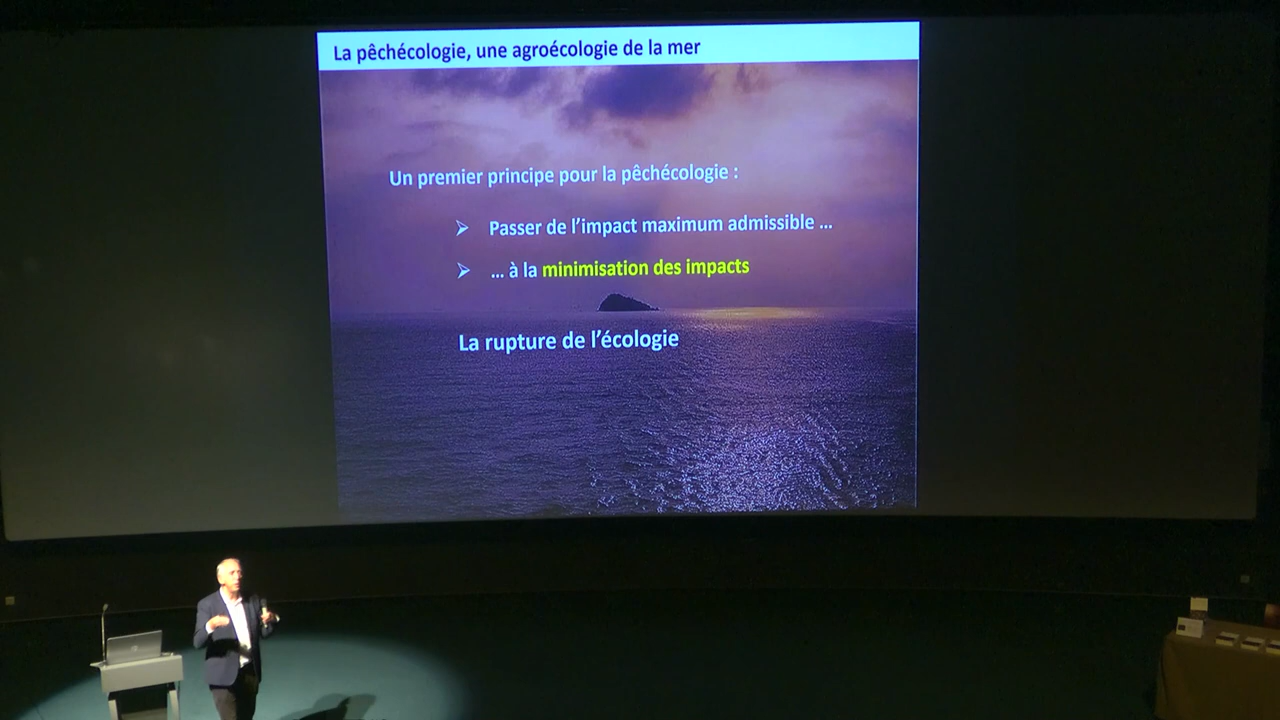 La pêchécologie, une agroécologie de la mer
Un premier principe pour la pêchécologie :
Passer de l'impact maximum admissible ...
... à la minimisation des impacts
La rupture de l'écologie